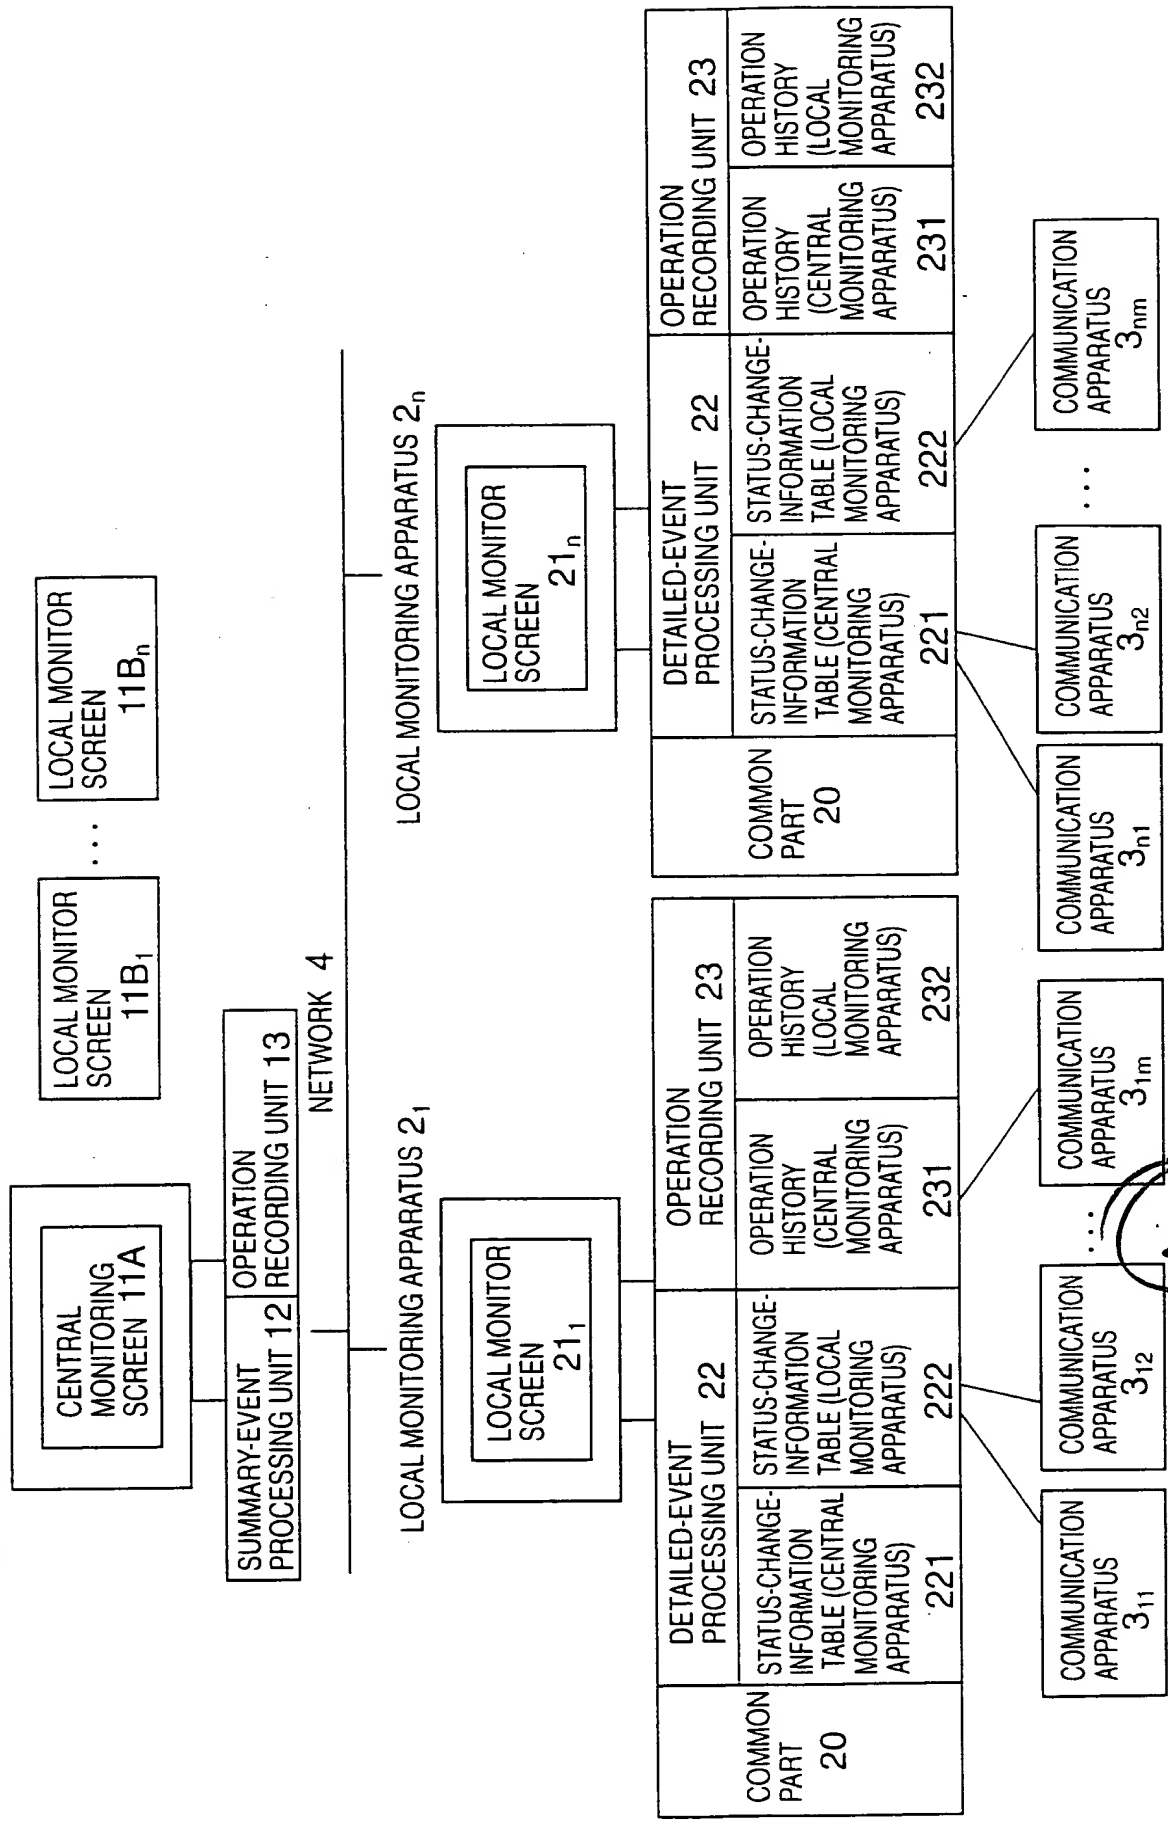 CENTRAL
MONITORING
SCREEN 11A
LOCAL MONITOR
SCREEN
11B₁
...
LOCAL MONITOR
SCREEN
11Bₙ
SUMMARY-EVENT
PROCESSING UNIT 12
OPERATION
RECORDING UNIT 13
NETWORK 4
LOCAL MONITORING APPARATUS 2₁
LOCAL MONITOR
SCREEN
21₁
COMMON
PART
20
DETAILED-EVENT
PROCESSING UNIT 22
STATUS-CHANGE-
INFORMATION
TABLE (CENTRAL
MONITORING
APPARATUS)
221
STATUS-CHANGE-
INFORMATION
TABLE (LOCAL
MONITORING
APPARATUS)
222
OPERATION
RECORDING UNIT 23
OPERATION
HISTORY
(CENTRAL
MONITORING
APPARATUS)
231
OPERATION
HISTORY
(LOCAL
MONITORING
APPARATUS)
232
COMMUNICATION
APPARATUS
3₁₁
COMMUNICATION
APPARATUS
3₁₂
...
COMMUNICATION
APPARATUS
3₁ₘ
LOCAL MONITORING APPARATUS 2ₙ
LOCAL MONITOR
SCREEN
21ₙ
COMMON
PART
20
DETAILED-EVENT
PROCESSING UNIT 22
STATUS-CHANGE-
INFORMATION
TABLE (CENTRAL
MONITORING
APPARATUS)
221
STATUS-CHANGE-
INFORMATION
TABLE (LOCAL
MONITORING
APPARATUS)
222
OPERATION
RECORDING UNIT 23
OPERATION
HISTORY
(CENTRAL
MONITORING
APPARATUS)
231
OPERATION
HISTORY
(LOCAL
MONITORING
APPARATUS)
232
COMMUNICATION
APPARATUS
3ₙ₁
COMMUNICATION
APPARATUS
3ₙ₂
...
COMMUNICATION
APPARATUS
3ₙₘ